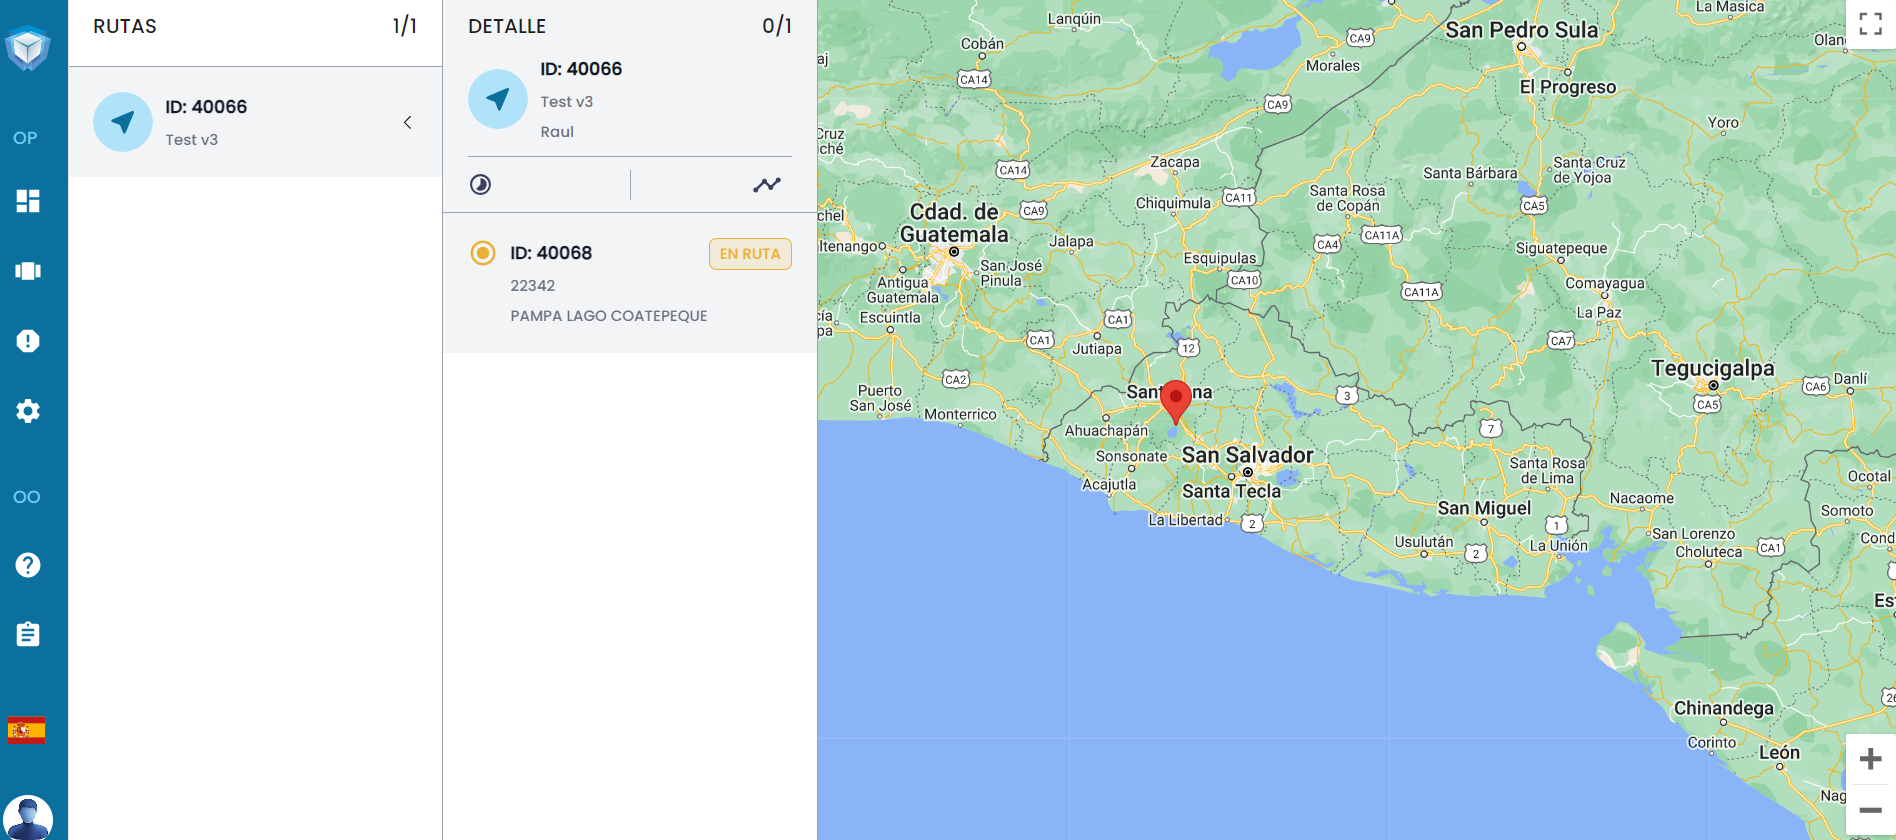 OP
OO
RUTAS
1/1
ID: 40066
Test v3
DETALLE
0/1
ID: 40066
Test v3
Raul
ID: 40068
EN RUTA
22342
PAMPA LAGO COATEPEQUE
Lanquín
San Pedro Sula
La Masica
CA9
Cobán
Olan
aj
CA14
Morales
El Progreso
CA9
Cruz
ché
Yoro
Zacapa
CA14
Santa Bárbara
Santa Cruz
de Yojoa
Santa Rosa
de Copán
CA11
Chiquimula
CA5
chel
Cdad. de
Guatemala
CA9
CA4
CA11A
ltenango
Jalapa
Siguatepeque
Esquipulas
San José
Pinula
CA10
Antigua
Guatemala
CA11A
Comayagua
La Paz
cía
pa
Escuintla
CA1
CA1
Jutiapa
12
CA7
Tegucigalpa
CA2
Puerto
San José
Monterrico
Sant
na
3
CA5
CA6
Danlí
Ahuachapán
7
Sonsonate
San Salvador
Santa Rosa
de Lima
Acajutla
Santa Tecla
Ocotal
Nacaome
San Miguel
Somoto
La Libertad
2
1
San Lorenzo
Usulután
2
La Unión
Choluteca
CA1
Cond
Es
26
Chinandega
Corinto
León
Nag